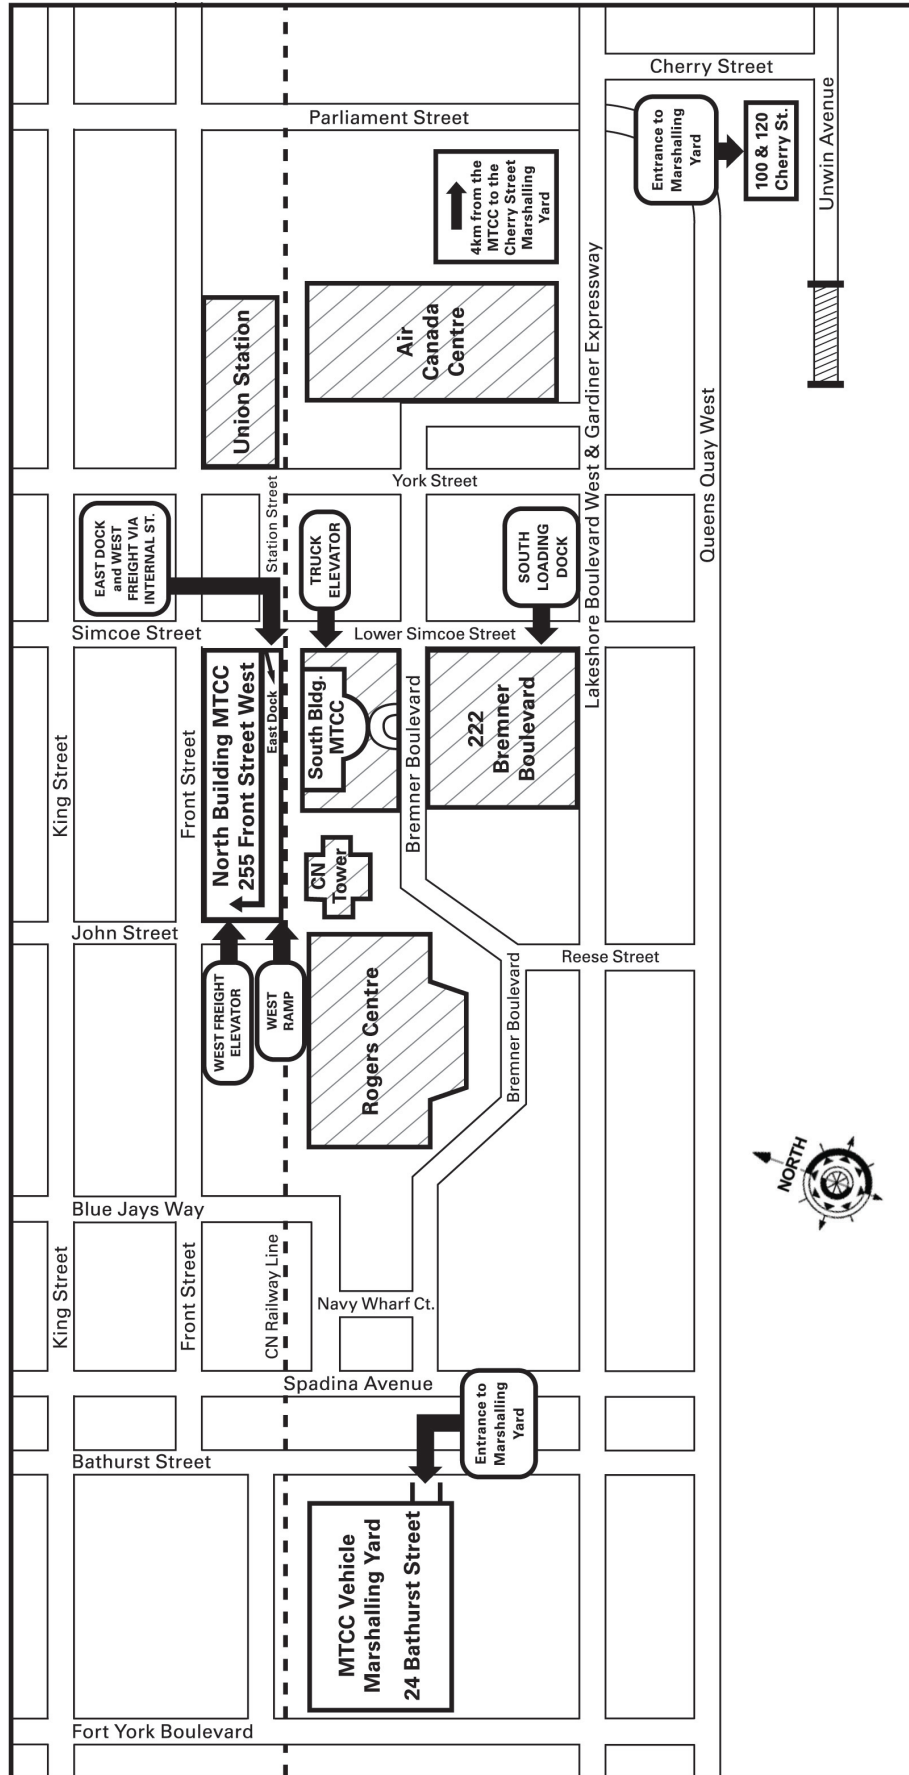 Cherry Street
Unwin Avenue
Entrance to
Marshalling
Yard
100 & 120
Cherry St.
Parliament Street
4km from the
MTCC to the
Cherry Street
Marshalling
Yard
Union Station
Air
Canada
Centre
Lakeshore Boulevard West & Gardiner Expressway
Queens Quay West
York Street
Station Street
EAST DOCK
and WEST
FREIGHT VIA
INTERNAL ST.
TRUCK
ELEVATOR
SOUTH
LOADING
DOCK
Simcoe Street
Lower Simcoe Street
King Street
Front Street
North Building MTCC
255 Front Street West
East Dock
South Bldg.
MTCC
Bremner Boulevard
222
Bremner
Boulevard
CN
Tower
John Street
Reese Street
WEST FREIGHT
ELEVATOR
WEST
RAMP
Rogers Centre
Bremner Boulevard
NORTH
Blue Jays Way
King Street
Front Street
CN Railway Line
Navy Wharf Ct.
Spadina Avenue
Entrance to
Marshalling
Yard
Bathurst Street
MTCC Vehicle
Marshalling Yard
24 Bathurst Street
Fort York Boulevard